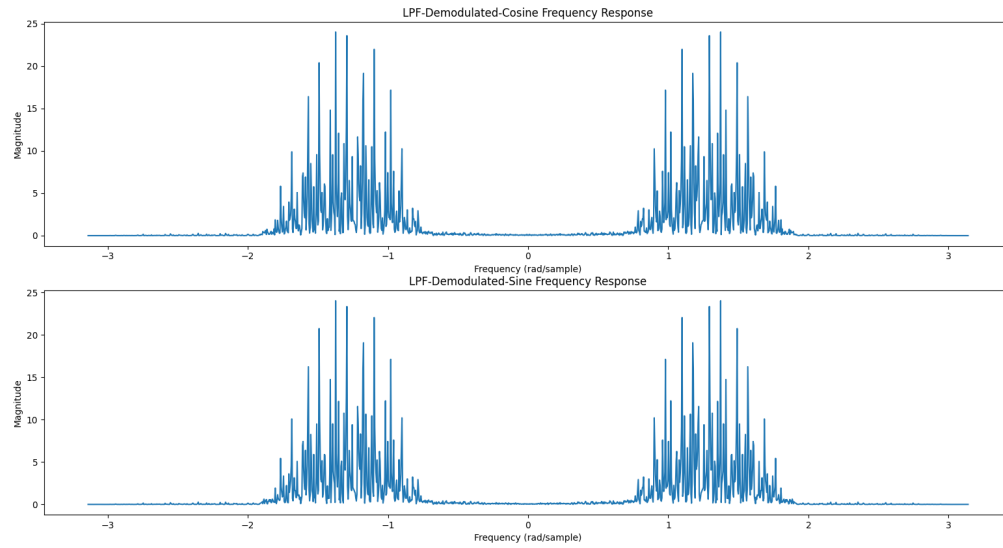 LPF-Demodulated-Cosine Frequency Response
25
20
15
10
5
0
Magnitude
−3 −2 −1 0 1 2 3
Frequency (rad/sample)
LPF-Demodulated-Sine Frequency Response
25
20
15
10
5
0
Magnitude
−3 −2 −1 0 1 2 3
Frequency (rad/sample)